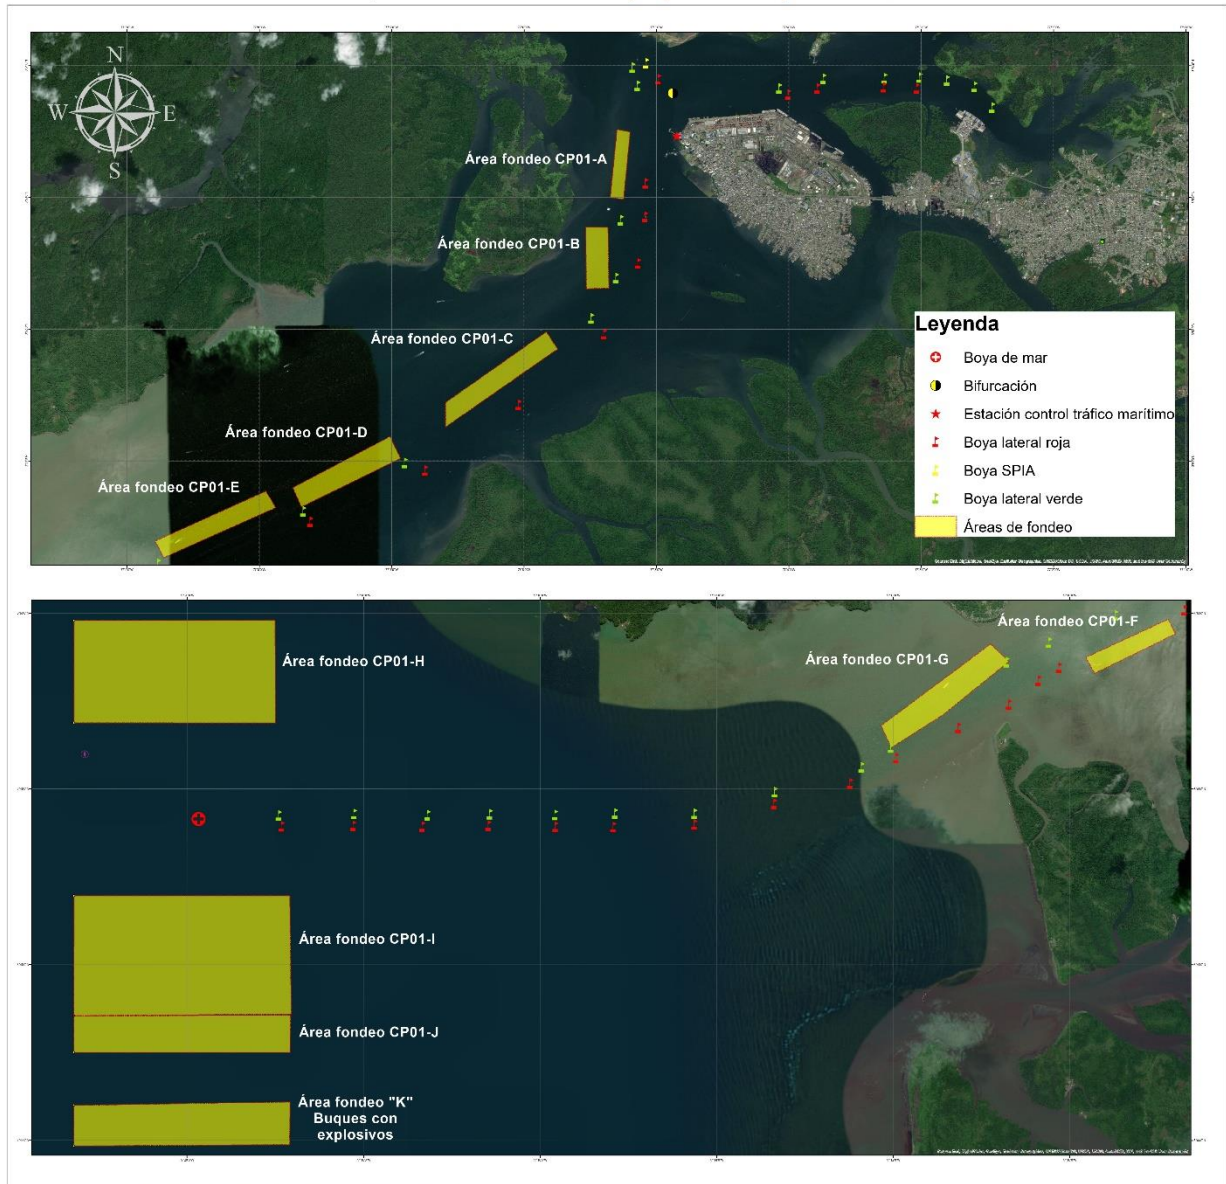 N
W E
S
Área fondeo CP01-A
Área fondeo CP01-B
Área fondeo CP01-C
Área fondeo CP01-D
Área fondeo CP01-E
Leyenda
Boya de mar
Bifurcación
Estación control tráfico marítimo
Boya lateral roja
Boya SPIA
Boya lateral verde
Áreas de fondeo
Área fondeo CP01-F
Área fondeo CP01-G
Área fondeo CP01-H
Área fondeo CP01-I
Área fondeo CP01-J
Área fondeo "K"
Buques con
explosivos